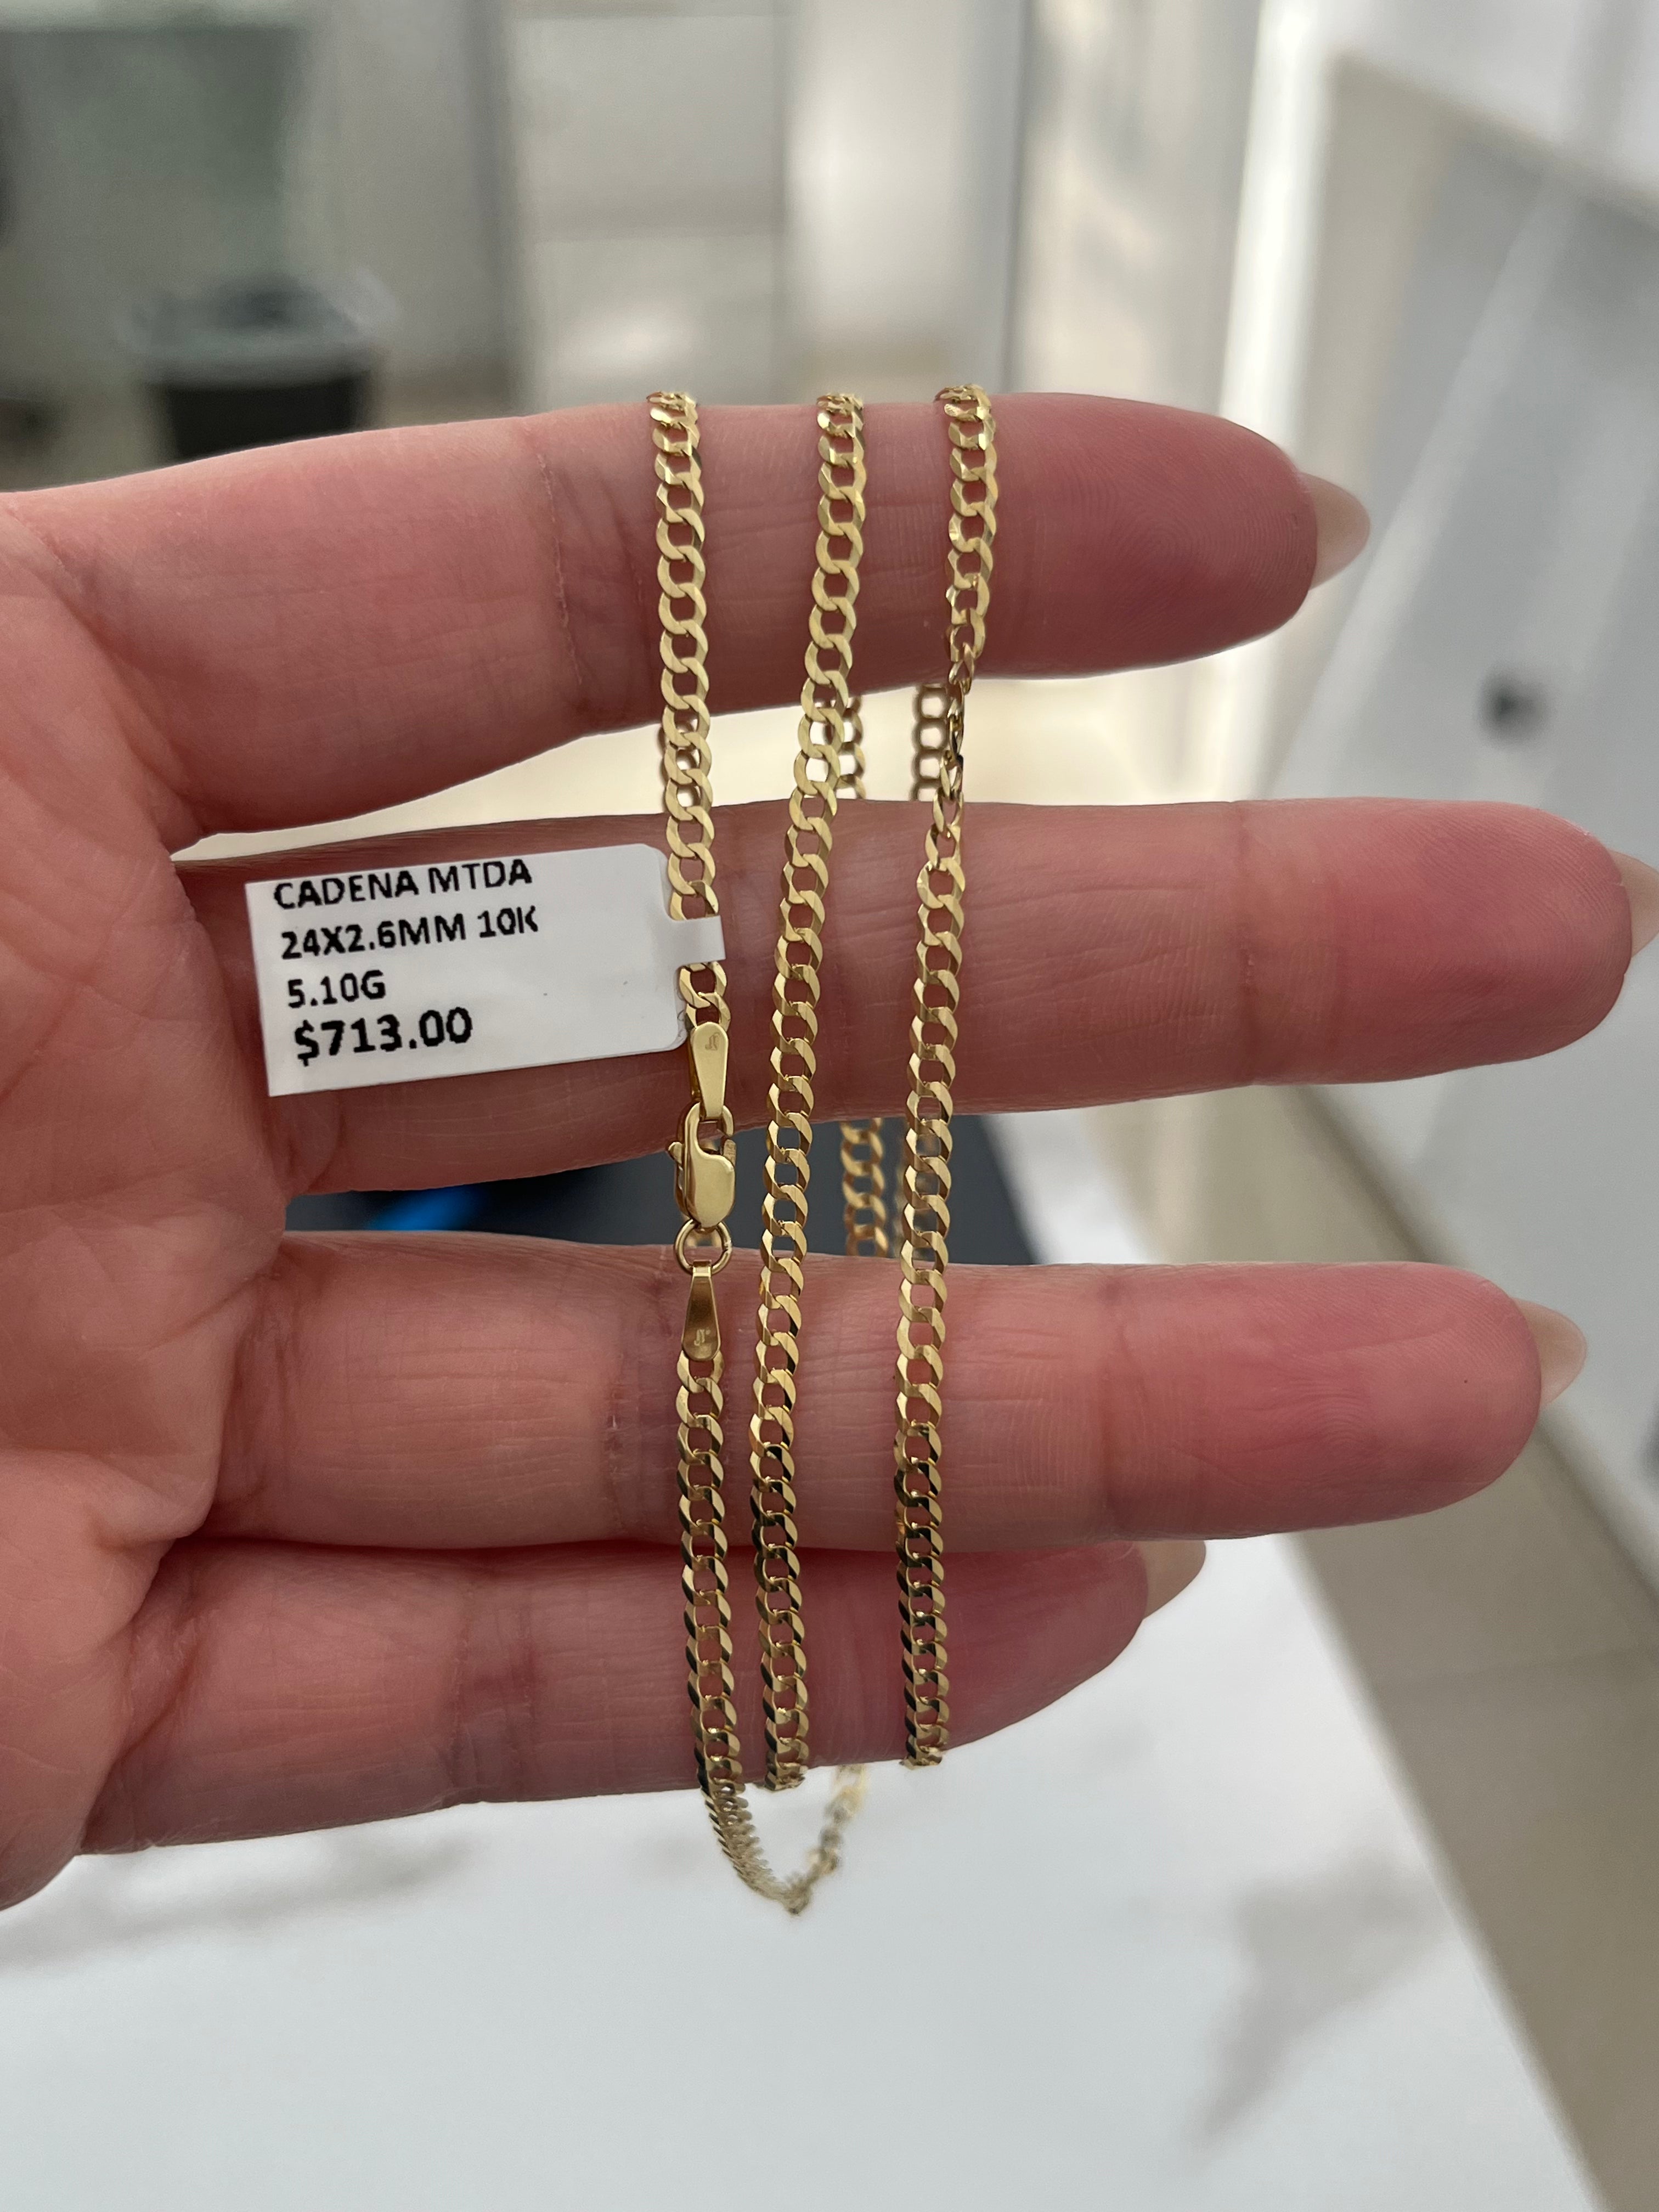 CADENA MTDA
24X2.6MM 10K
5.10G
$713.00